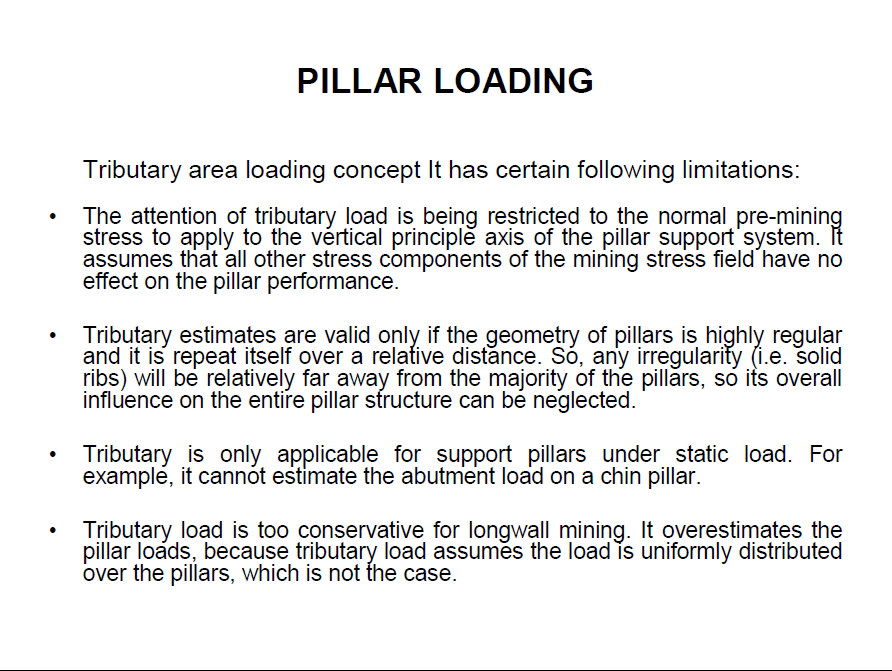 PILLAR LOADING
Tributary area loading concept It has certain following limitations:
• The attention of tributary load is being restricted to the normal pre-mining
stress to apply to the vertical principle axis of the pillar support system. It
assumes that all other stress components of the mining stress field have no
effect on the pillar performance.
• Tributary estimates are valid only if the geometry of pillars is highly regular
and it is repeat itself over a relative distance. So, any irregularity (i.e. solid
ribs) will be relatively far away from the majority of the pillars, so its overall
influence on the entire pillar structure can be neglected.
• Tributary is only applicable for support pillars under static load. For
example, it cannot estimate the abutment load on a chin pillar.
• Tributary load is too conservative for longwall mining. It overestimates the
pillar loads, because tributary load assumes the load is uniformly distributed
over the pillars, which is not the case.